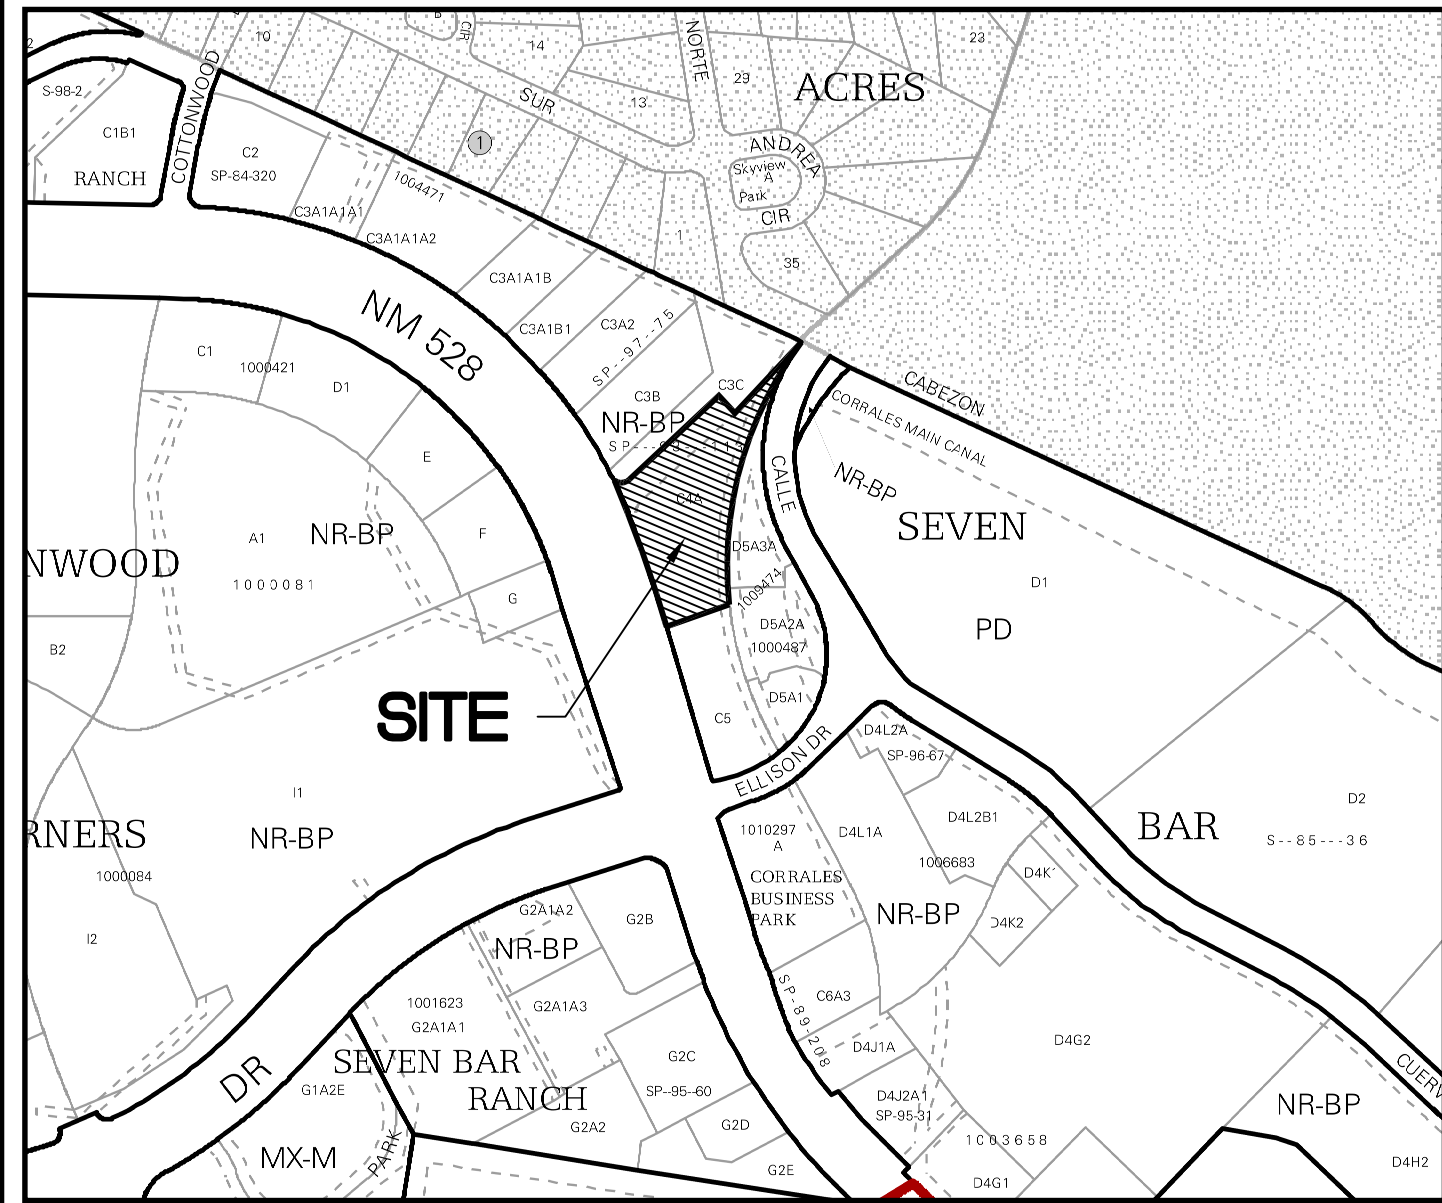 10
CIR
14
NORTE
29
23
ACRES
S-98-2
SUR
13
C1B1
COTTONWOOD
1
C2
ANDREA
RANCH
SP-84-320
Skyview
A
Park
1004471
CIR
C3A1A1A1
C3A1A1A2
1
35
C3A1A1B
NM 528
C3A1B1
C3A2
SP--97--75
C1
1000421
D1
C3C
CABEZON
C3B
CORRALES MAIN CANAL
NR-BP
E
CALLE
NR-BP
C4A
SEVEN
A1
NR-BP
F
D5A3A
NWOOD
1000081
1009474
D1
G
D5A2A
PD
B2
1000487
D5A1
SITE
C5
D4L2A
ELLISON DR
SP-96-67
I1
D2
RNERS
NR-BP
1010297
A
D4L1A
D4L2B1
BAR
S--85---36
1006683
1000084
CORRALES
BUSINESS
PARK
D4K2
G2A1A2
G2B
NR-BP
I2
NR-BP
SP-89-208
C6A3
1001623
G2A1A3
G2A1A1
D4G2
D4J1A
SEVEN BAR
G2C
DR
G1A2E
SP--95--60
RANCH
D4J2A1
SP-95-31
NR-BP
G2A2
G2D
1003658
PARK
MX-M
G2E
D4G1
D4H2